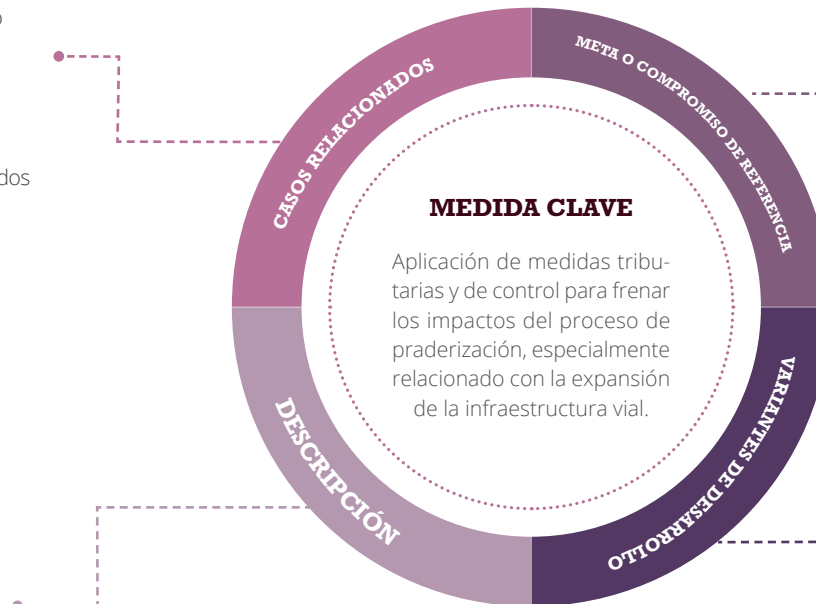 dos
CASOS RELACIONADOS
META O COMPROMISO DE REFERENCIA
MEDIDA CLAVE
Aplicación de medidas tribu-
tarias y de control para frenar
los impactos del proceso de
praderización, especialmente
relacionado con la expansión
de la infraestructura vial.
DESCRIPCIÓN
VARIANTES DE DESARROLLO